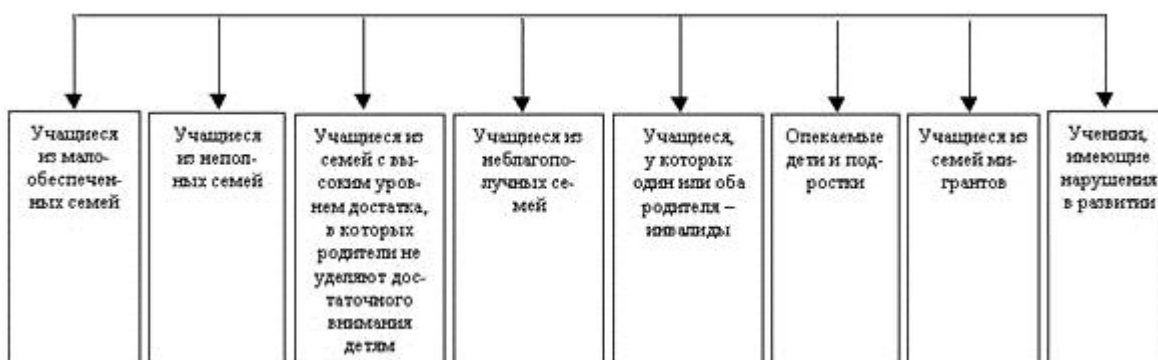 Учащиеся
из мало-
обеспечен-
ных семей
Учащиеся
из непол-
ных семей
Учащиеся из
семей с вы-
соким уров-
нем достатка,
в которых
родители не
уделяют дос-
таточного
внимания
детям
Учащиеся из
неблагопо-
лучных се-
мей
Учащиеся,
у которых
один или оба
родителя –
инвалиды
Опекаемые
дети и под-
ростки
Учащиеся из
семей ми-
грантов
Ученики,
имеющие
нарушения
в развитии